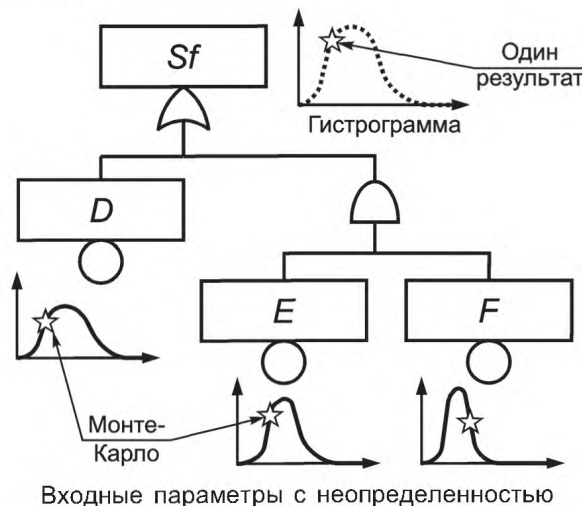 Sf
Один
результат
Гистрограмма
D
E
F
Монте-
Карло
Входные параметры с неопределенностью